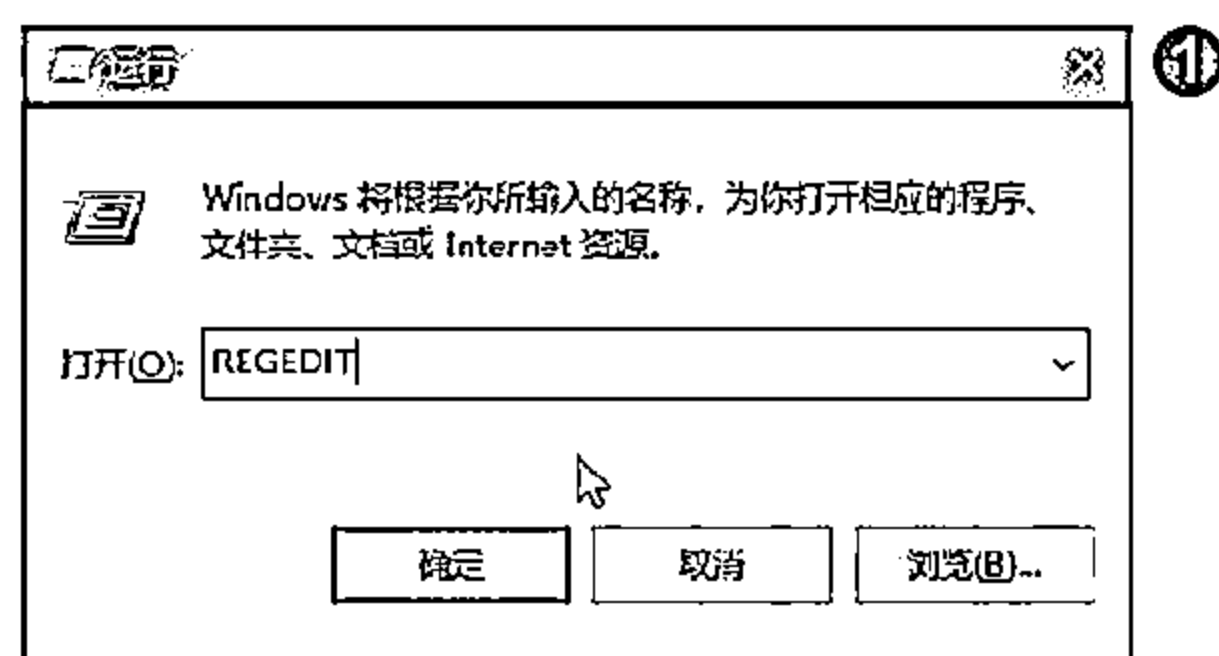 运行
①
Windows 将根据你所输入的名称，为你打开相应的程序、
文件夹、文档或 Internet 资源。
打开(O): REGEDIT
确定 取消 浏览(B)...